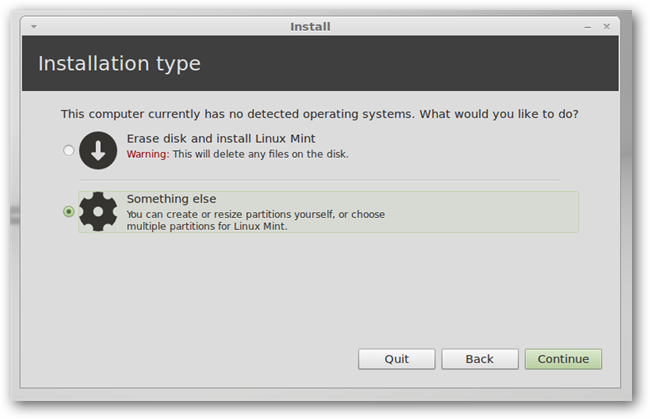 Install
Installation type
This computer currently has no detected operating systems. What would you like to do?
Erase disk and install Linux Mint
Warning: This will delete any files on the disk.
Something else
You can create or resize partitions yourself, or choose
multiple partitions for Linux Mint.
Quit Back Continue